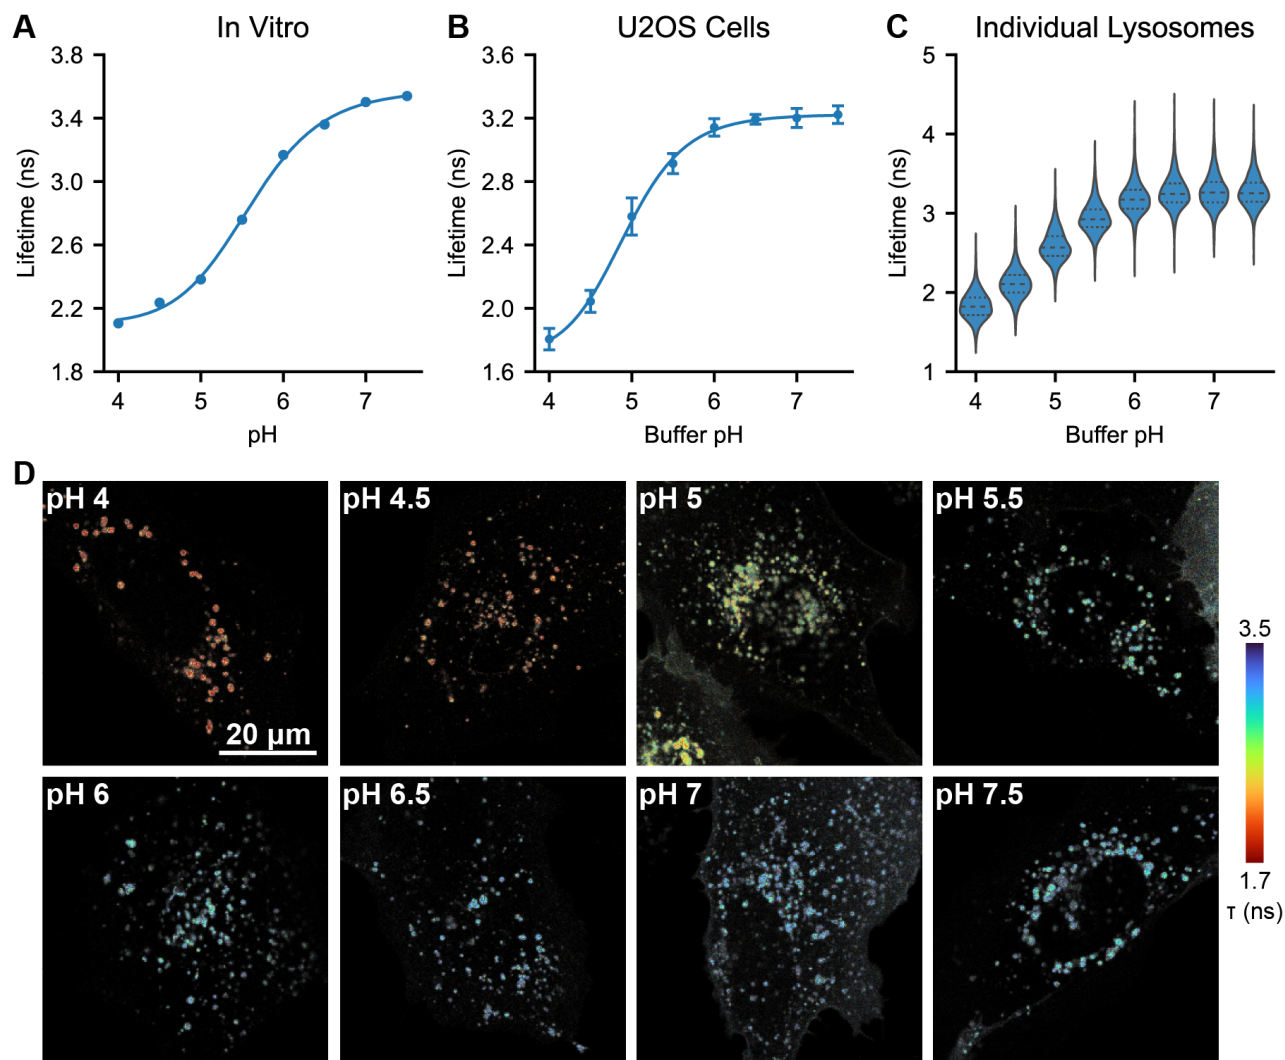 A In Vitro
3.8
3.4
3.0
2.6
2.2
1.8
Lifetime (ns)
4 5 6 7
pH
B U2OS Cells
3.6
3.2
2.8
2.4
2.0
1.6
Lifetime (ns)
4 5 6 7
Buffer pH
C Individual Lysosomes
5
4
3
2
1
Lifetime (ns)
4 5 6 7
Buffer pH
D
pH 4
20 μm
pH 4.5
pH 5
pH 5.5
pH 6
pH 6.5
pH 7
pH 7.5
3.5
1.7
τ (ns)